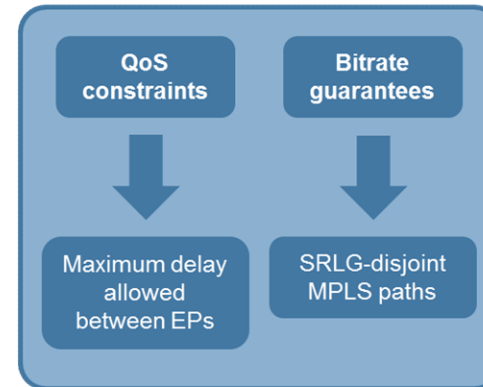 QoS
constraints
Bitrate
guarantees
Maximum delay
allowed
between EPs
SRLG-disjoint
MPLS paths